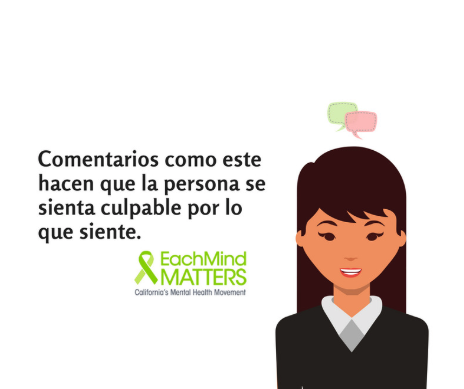 Comentarios como este
hacen que la persona se
sienta culpable por lo
que siente.
EachMind
MATTERS
California's Mental Health Movement